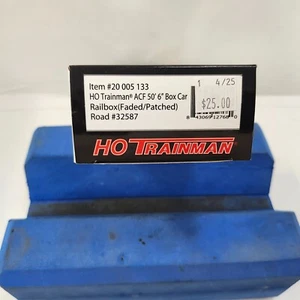 Item #20 005 133
HO Trainman® ACF 50' 6" Box Car
Railbox(Faded/Patched)
Road #32587
1 4/25
$25.00
HO TRAINMAN